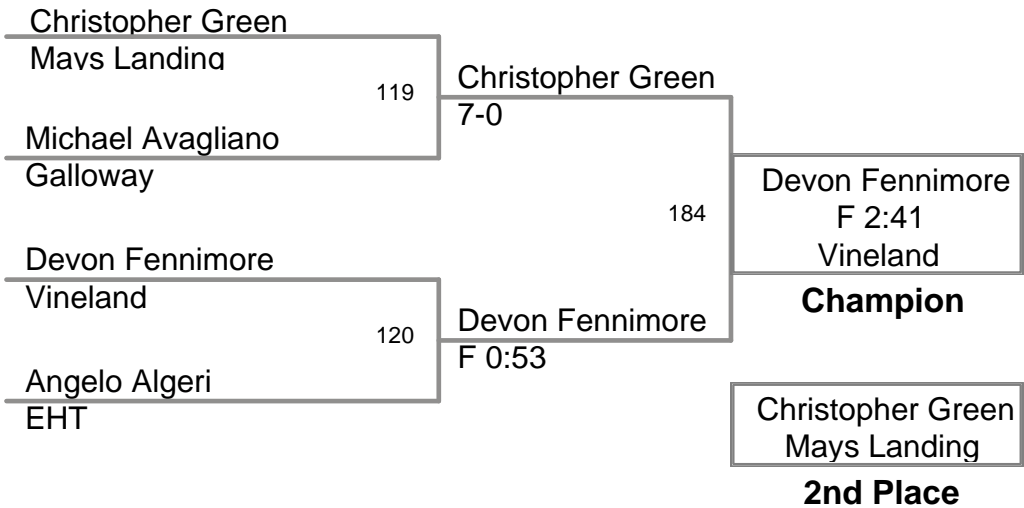 Christopher Green
Mays Landing
119
Christopher Green
7-0
Michael Avagliano
Galloway
184
Devon Fennimore
F 2:41
Vineland
Champion
Devon Fennimore
Vineland
120
Devon Fennimore
F 0:53
Angelo Algeri
EHT
Christopher Green
Mays Landing
2nd Place